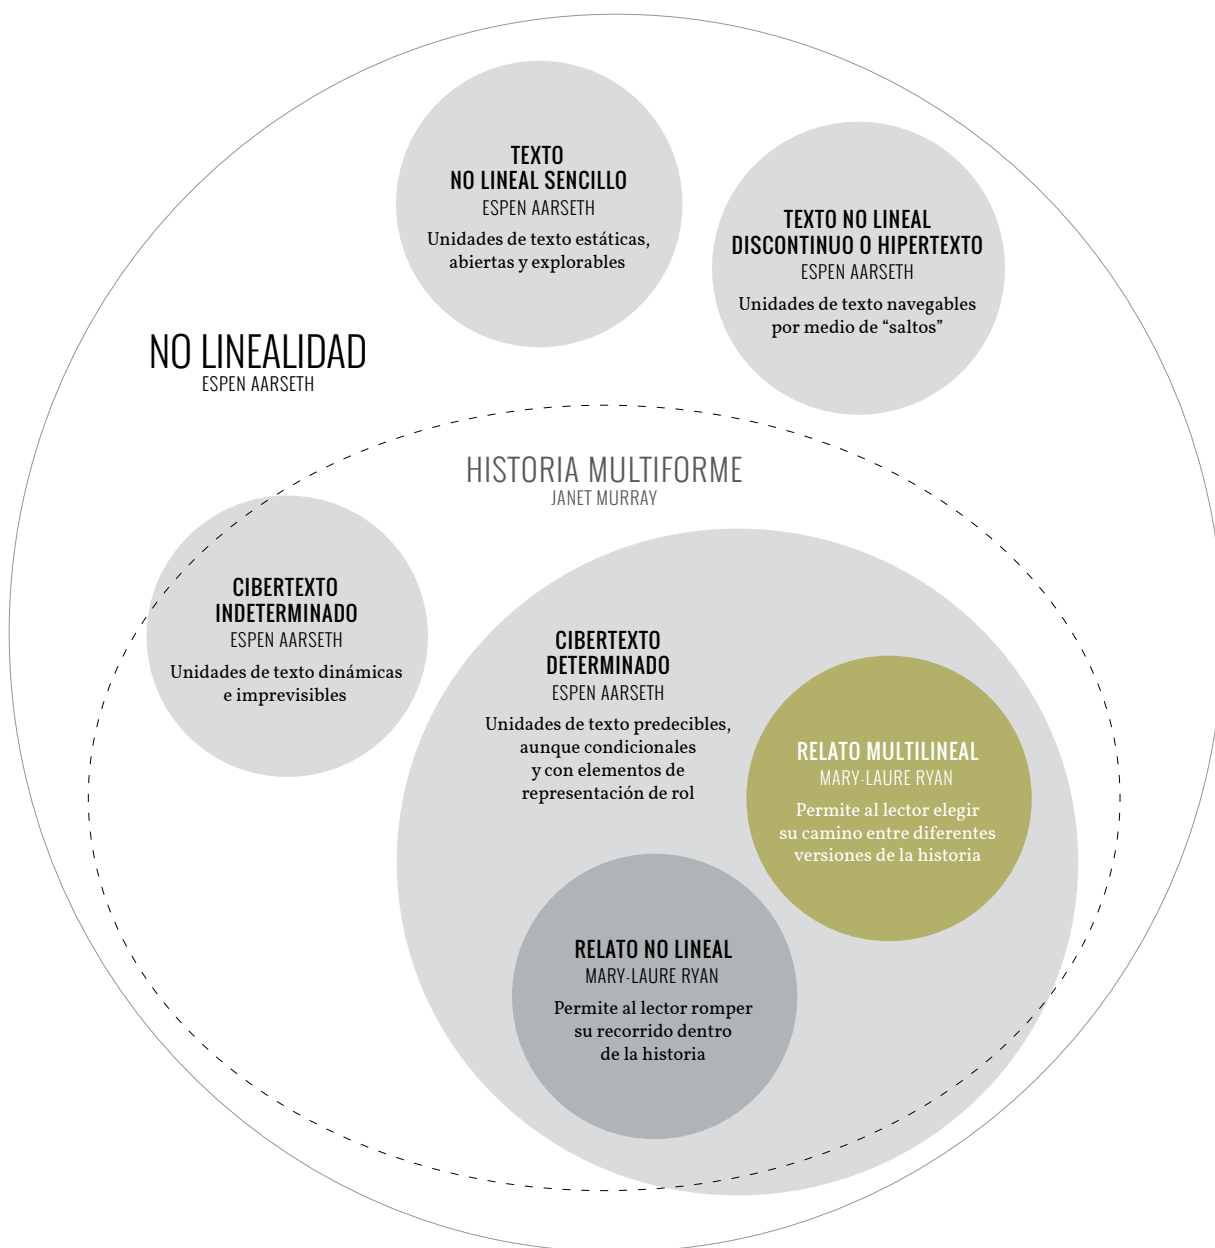 TEXTO
NO LINEAL SENCILLO
ESPEN AARSETH
Unidades de texto estáticas,
abiertas y explorables
TEXTO NO LINEAL
DISCONTINUO O HIPERTEXTO
ESPEN AARSETH
Unidades de texto navegables
por medio de “saltos”
NO LINEALIDAD
ESPEN AARSETH
HISTORIA MULTIFORME
JANET MURRAY
CIBERTEXTO
INDETERMINADO
ESPEN AARSETH
Unidades de texto dinámicas
e imprevisibles
CIBERTEXTO
DETERMINADO
ESPEN AARSETH
Unidades de texto predecibles,
aunque condicionales
y con elementos de
representación de rol
RELATO MULTILINEAL
MARY-LAURE RYAN
Permite al lector elegir
su camino entre diferentes
versiones de la historia
RELATO NO LINEAL
MARY-LAURE RYAN
Permite al lector romper
su recorrido dentro
de la historia